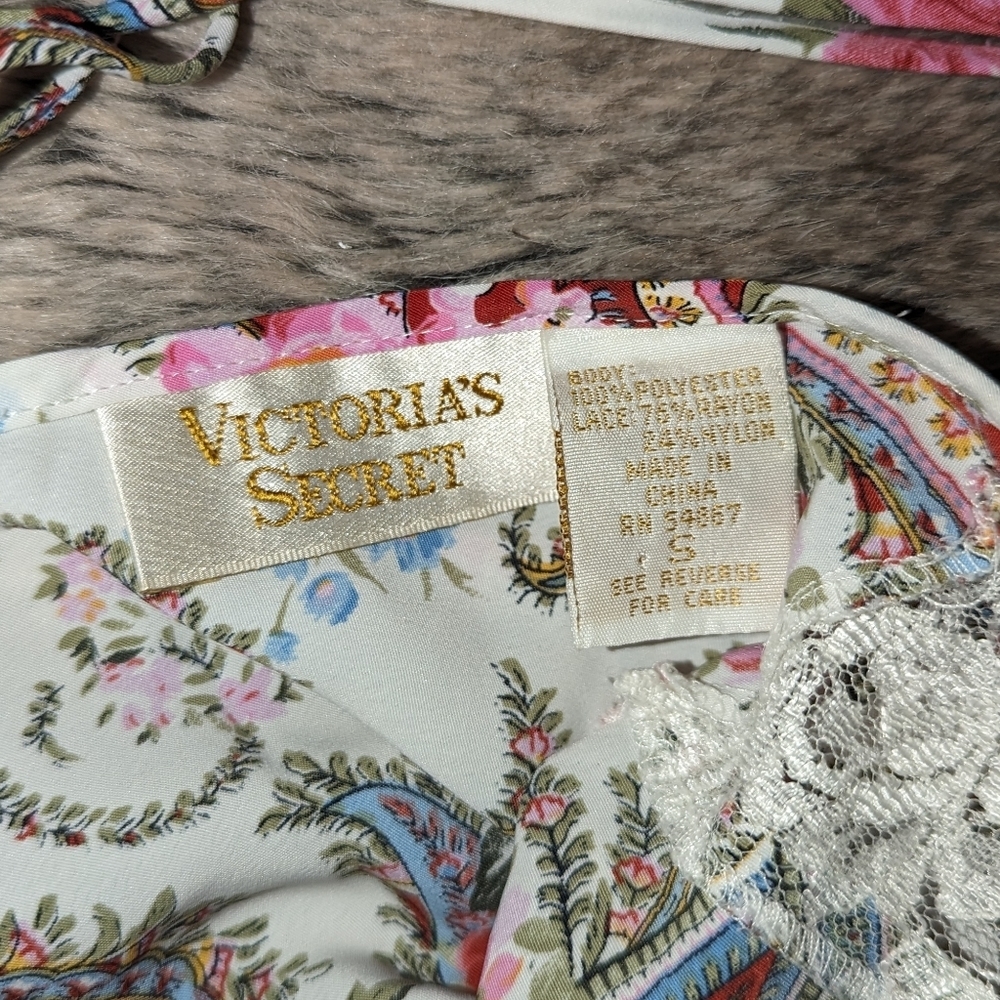 VICTORIA'S
SECRET
BODY:
100% POLYESTER
LACE: 76% RAYON
24% NYLON
MADE IN
CHINA
RN 54867
S
SEE REVERSE
FOR CARE